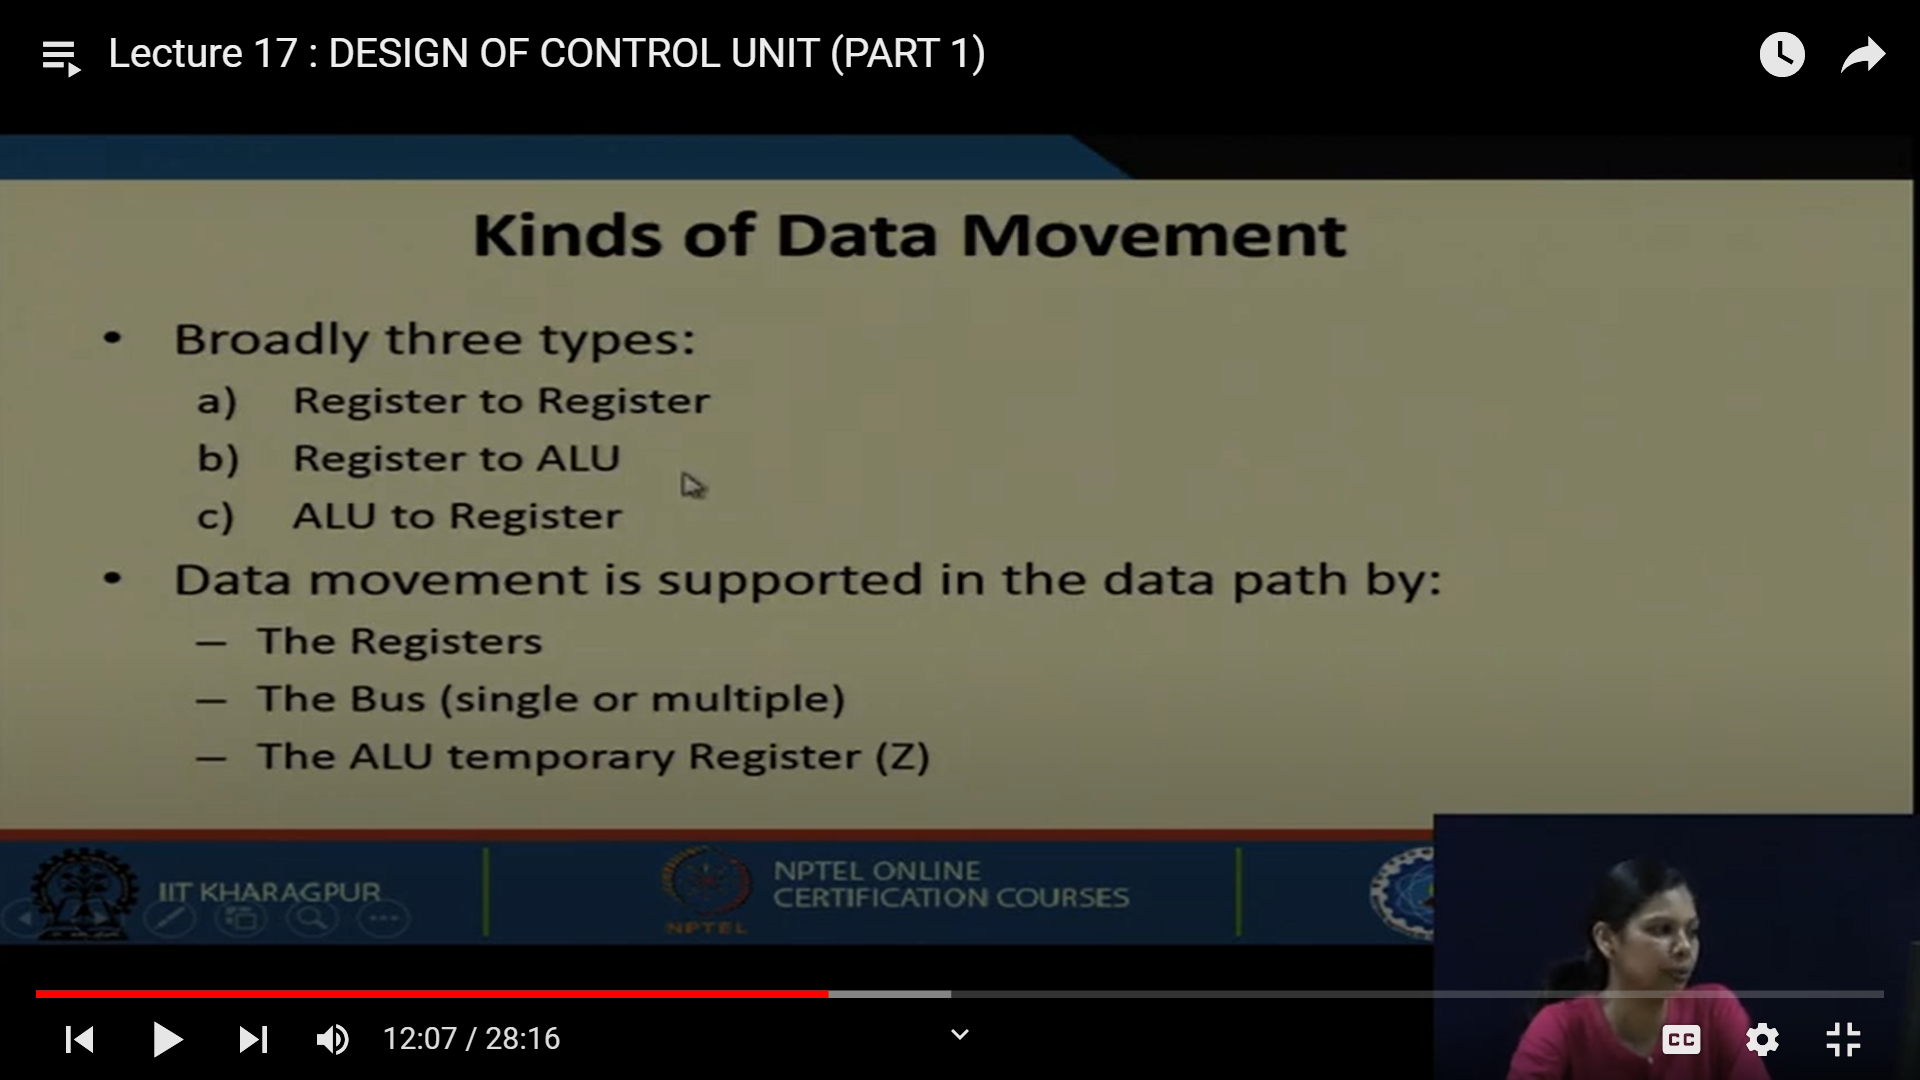 Lecture 17 : DESIGN OF CONTROL UNIT (PART 1)
Kinds of Data Movement
• Broadly three types:
a) Register to Register
b) Register to ALU
c) ALU to Register
• Data movement is supported in the data path by:
– The Registers
– The Bus (single or multiple)
– The ALU temporary Register (Z)
IIT KHARAGPUR
NPTEL
NPTEL ONLINE
CERTIFICATION COURSES
12:07 / 28:16
CC